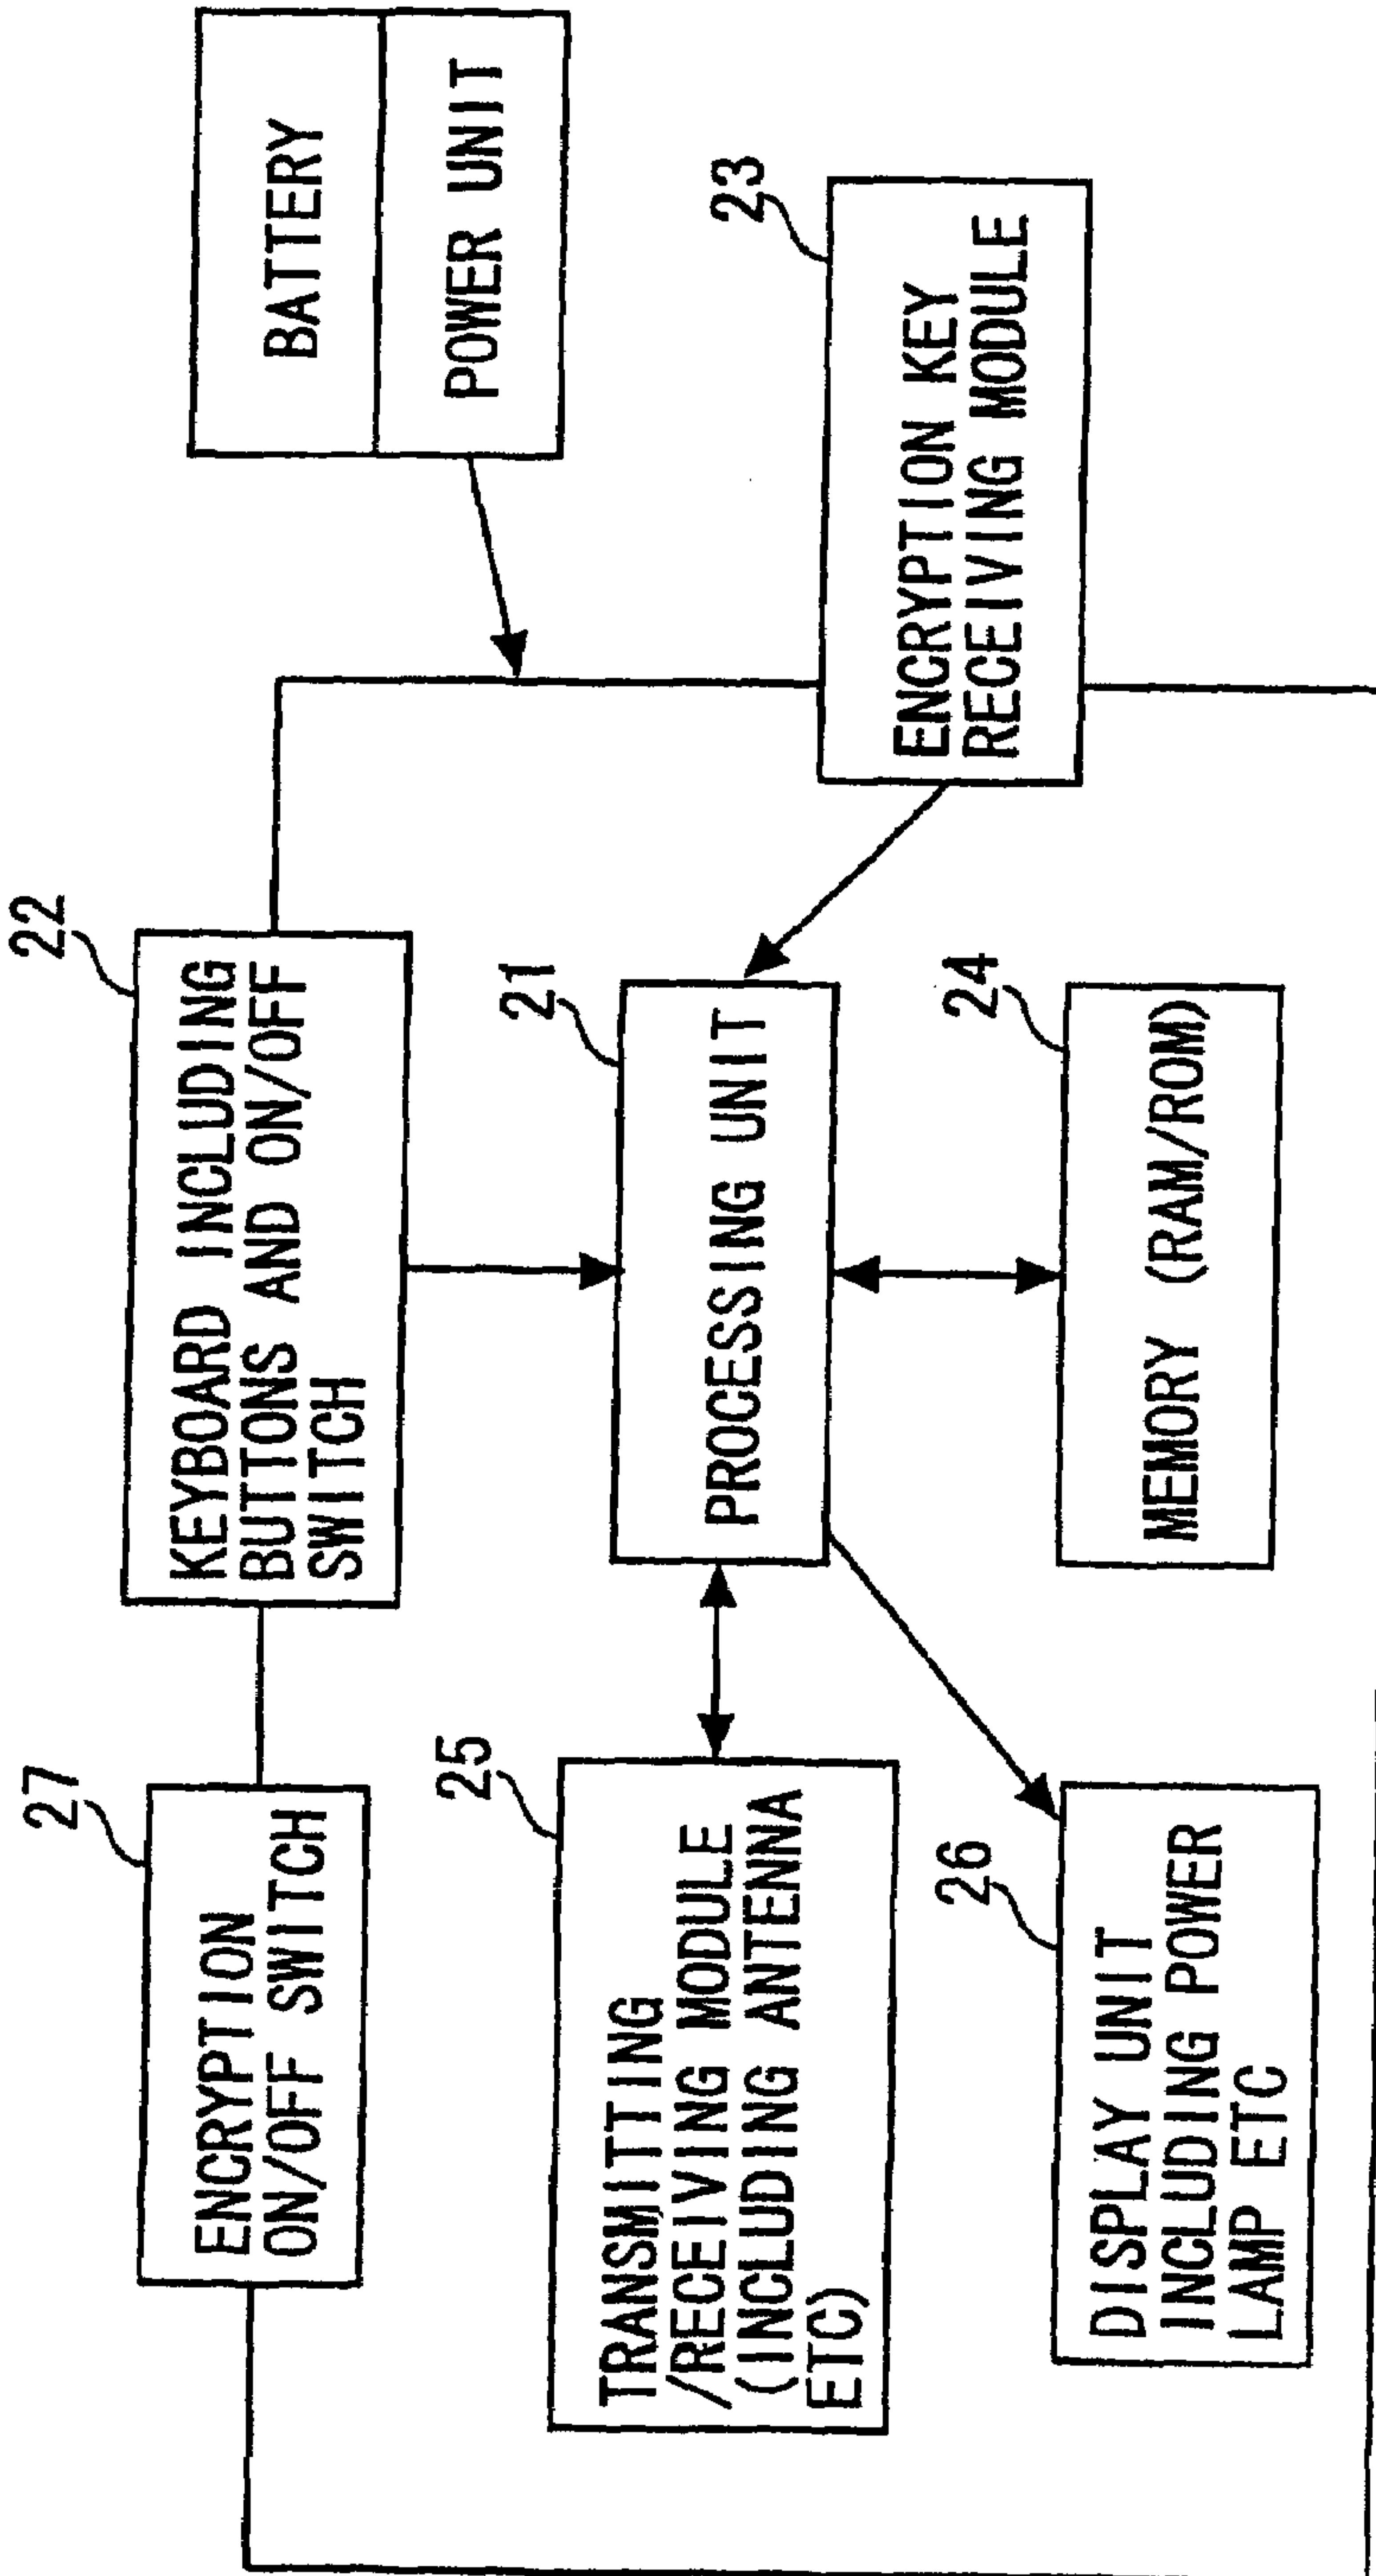 27
ENCRYPTION
ON/OFF SWITCH
22
KEYBOARD INCLUDING
BUTTONS AND ON/OFF
SWITCH
BATTERY
POWER UNIT
25
TRANSMITTING
/RECEIVING MODULE
(INCLUDING ANTENNA
ETC)
21
PROCESSING UNIT
23
ENCRYPTION KEY
RECEIVING MODULE
26
DISPLAY UNIT
INCLUDING POWER
LAMP ETC
24
MEMORY (RAM/ROM)